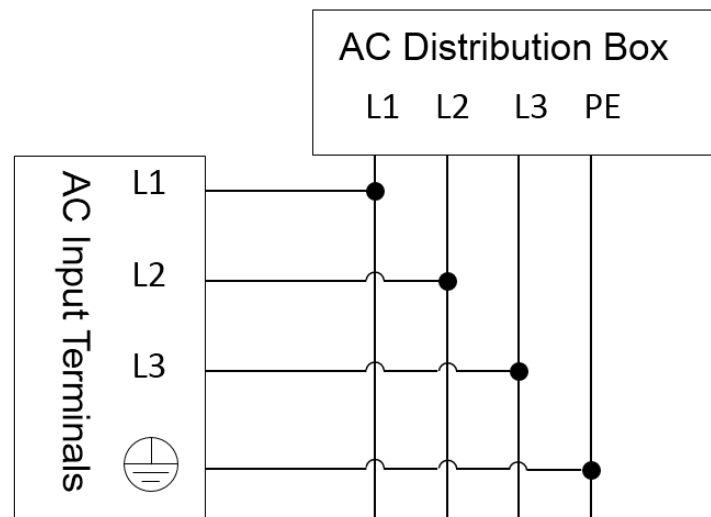 AC Distribution Box
L1 L2 L3 PE
AC Input Terminals
L1
L2
L3